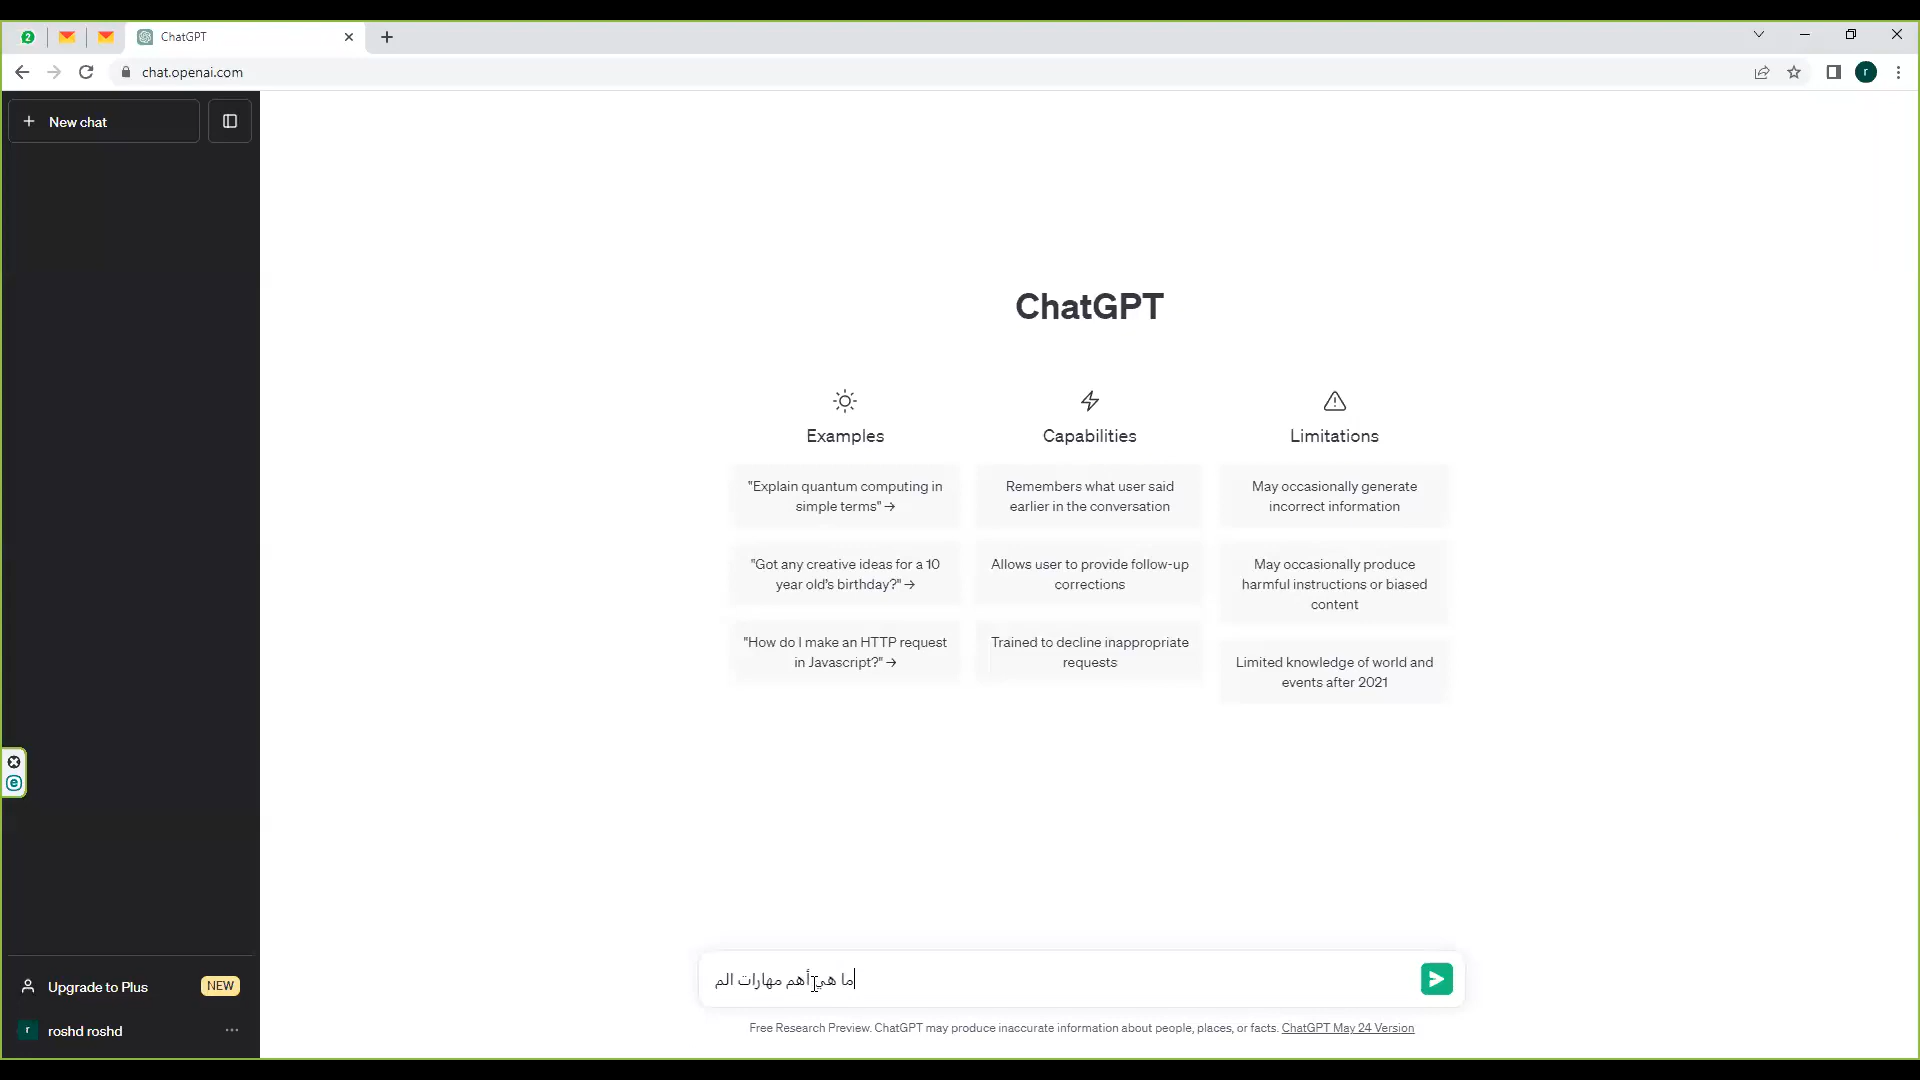 2
ChatGPT
chat.openai.com
r
New chat
ChatGPT
Examples
"Explain quantum computing in
simple terms" →
"Got any creative ideas for a 10
year old's birthday?" →
"How do I make an HTTP request
in Javascript?" →
Capabilities
Remembers what user said
earlier in the conversation
Allows user to provide follow-up
corrections
Trained to decline inappropriate
requests
Limitations
May occasionally generate
incorrect information
May occasionally produce
harmful instructions or biased
content
Limited knowledge of world and
events after 2021
e
Upgrade to Plus NEW
r roshd roshd
ما هي أهم مهارات الم
Free Research Preview. ChatGPT may produce inaccurate information about people, places, or facts. ChatGPT May 24 Version